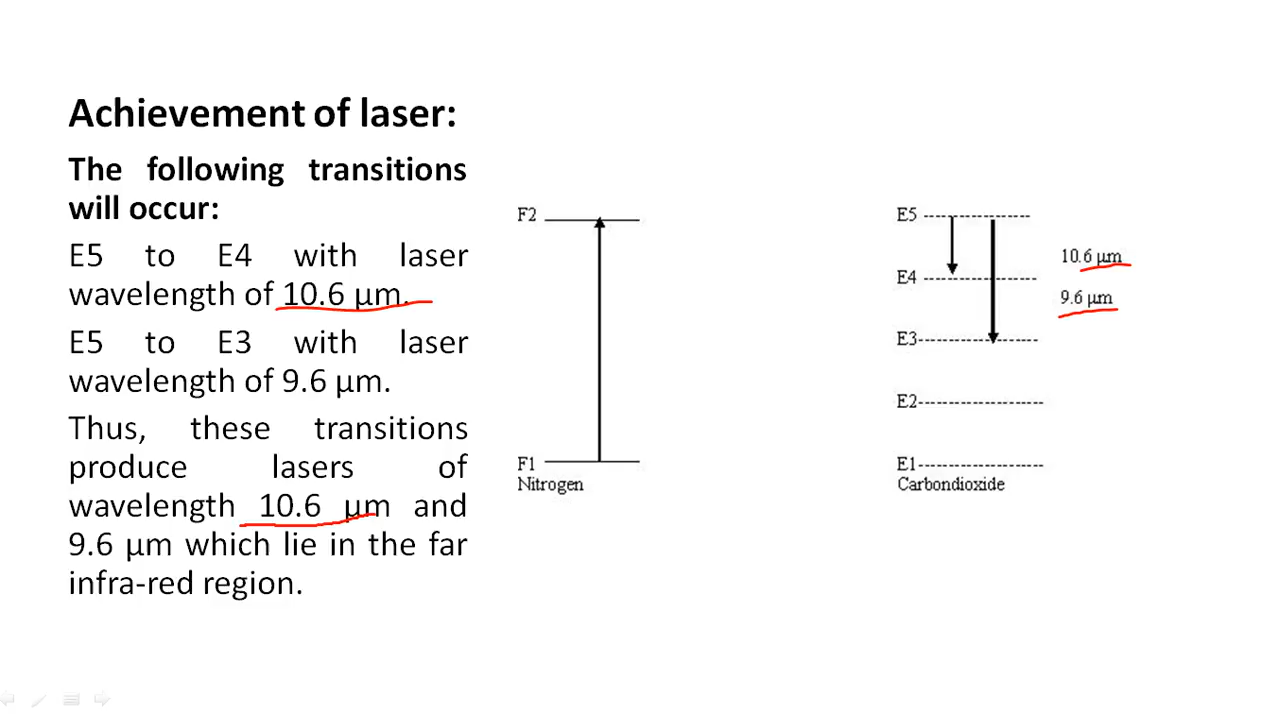 Achievement of laser:
The following transitions
will occur:
E5 to E4 with laser
wavelength of 10.6 µm.
E5 to E3 with laser
wavelength of 9.6 µm.
Thus, these transitions
produce lasers of
wavelength 10.6 µm and
9.6 µm which lie in the far
infra-red region.
F2
F1
Nitrogen
E5
E4
E3
E2
E1
Carbondioxide
10.6 µm
9.6 µm